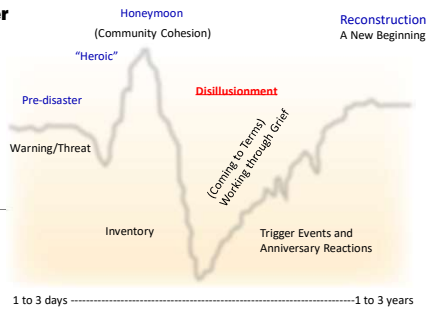 er
Honeymoon
(Community Cohesion)
Reconstruction
A New Beginning
“Heroic”
Pre-disaster
Disillusionment
Warning/Threat
(Coming to Terms)
Working through Grief
Inventory
Trigger Events and
Anniversary Reactions
1 to 3 days -------------------------------------------------------1 to 3 years